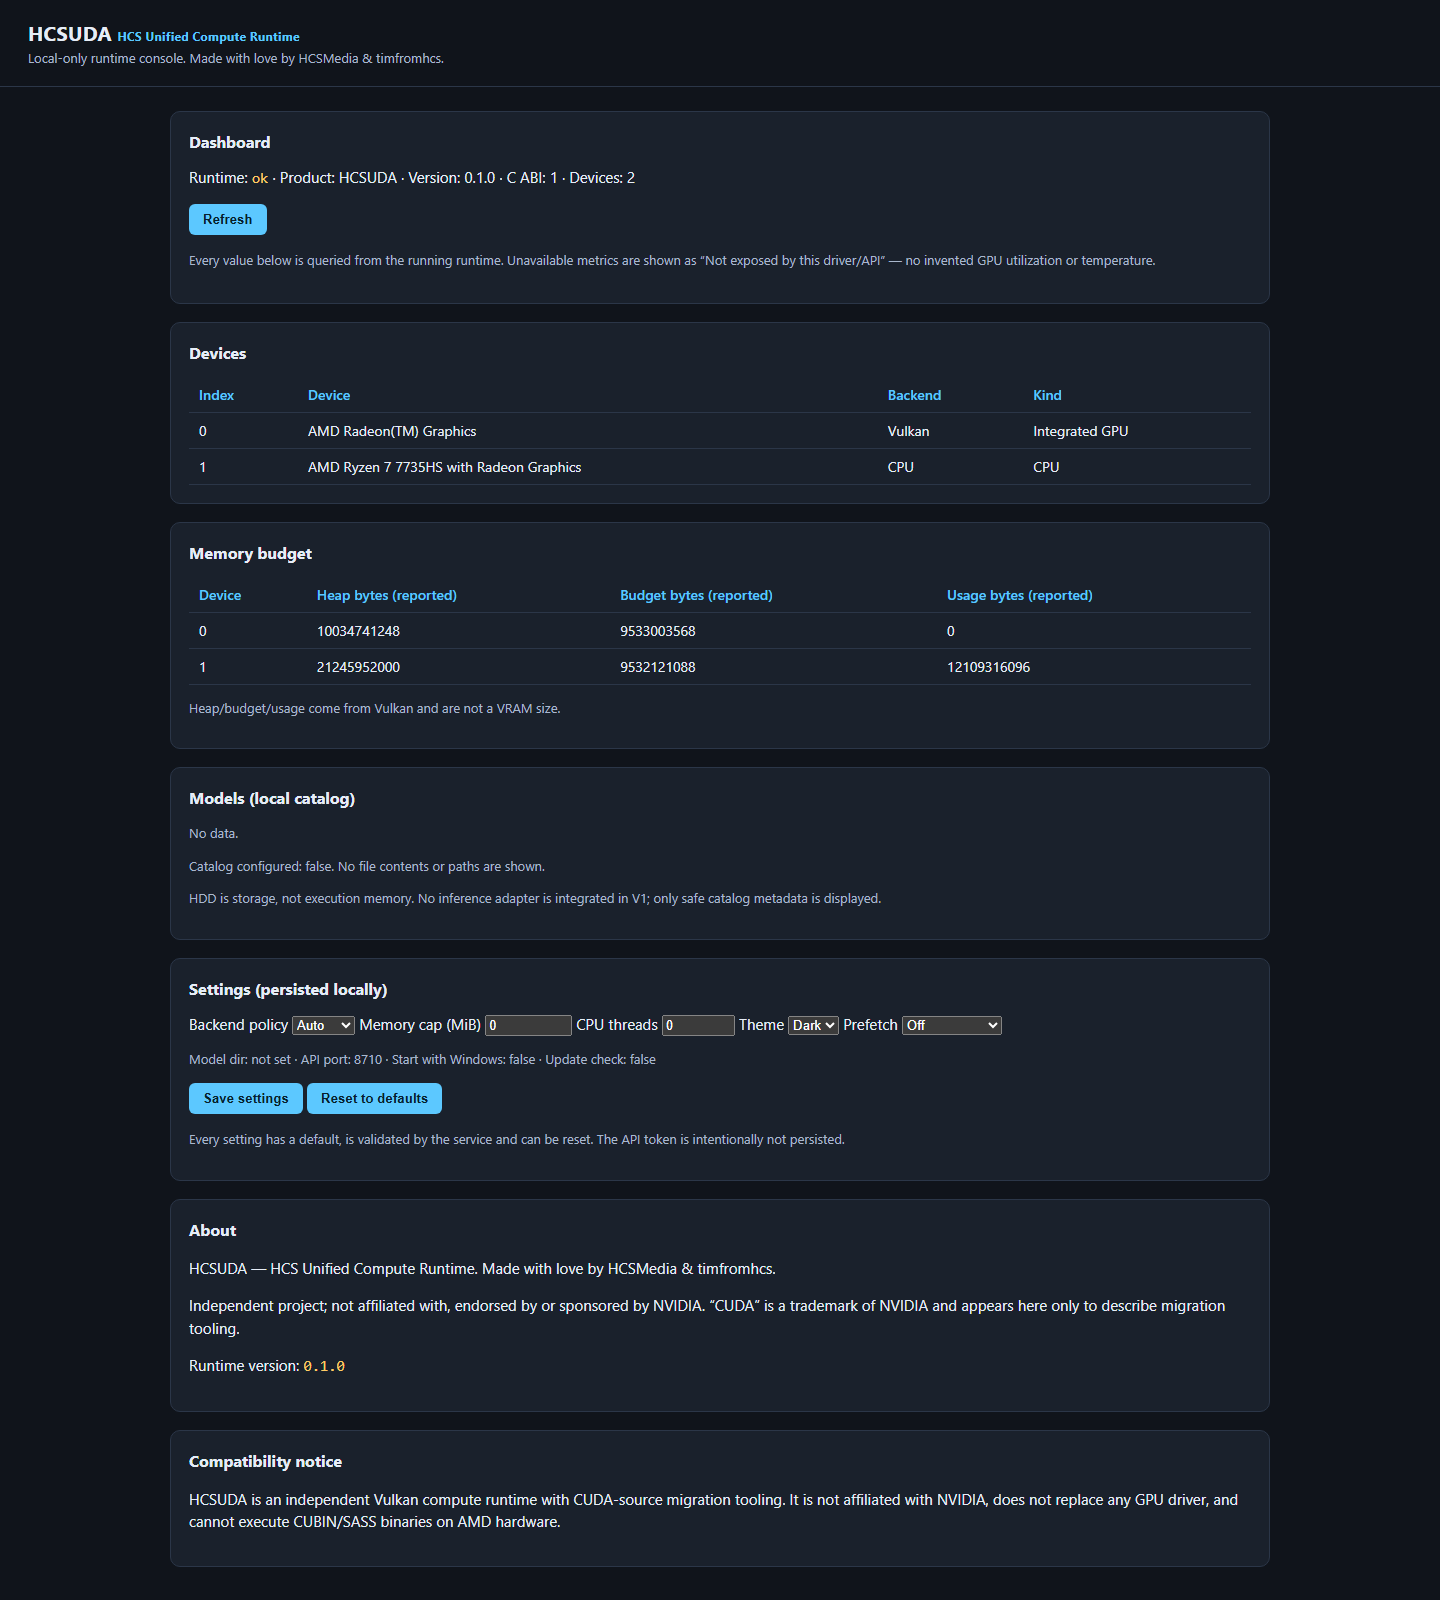 HCSUDA HCS Unified Compute Runtime
Local-only runtime console. Made with love by HCSMedia & timfromhcs.
Dashboard
Runtime: ok · Product: HCSUDA · Version: 0.1.0 · C ABI: 1 · Devices: 2
Refresh
Every value below is queried from the running runtime. Unavailable metrics are shown as “Not exposed by this driver/API” — no invented GPU utilization or temperature.
Devices
Index Device Backend Kind
0 AMD Radeon(TM) Graphics Vulkan Integrated GPU
1 AMD Ryzen 7 7735HS with Radeon Graphics CPU CPU
Memory budget
Device Heap bytes (reported) Budget bytes (reported) Usage bytes (reported)
0 10034741248 9533003568 0
1 21245952000 9532121088 12109316096
Heap/budget/usage come from Vulkan and are not a VRAM size.
Models (local catalog)
No data.
Catalog configured: false. No file contents or paths are shown.
HDD is storage, not execution memory. No inference adapter is integrated in V1; only safe catalog metadata is displayed.
Settings (persisted locally)
Backend policy Auto Memory cap (MiB) 0 CPU threads 0 Theme Dark Prefetch Off
Model dir: not set · API port: 8710 · Start with Windows: false · Update check: false
Save settings Reset to defaults
Every setting has a default, is validated by the service and can be reset. The API token is intentionally not persisted.
About
HCSUDA — HCS Unified Compute Runtime. Made with love by HCSMedia & timfromhcs.
Independent project; not affiliated with, endorsed by or sponsored by NVIDIA. “CUDA” is a trademark of NVIDIA and appears here only to describe migration
tooling.
Runtime version: 0.1.0
Compatibility notice
HCSUDA is an independent Vulkan compute runtime with CUDA-source migration tooling. It is not affiliated with NVIDIA, does not replace any GPU driver, and
cannot execute CUBIN/SASS binaries on AMD hardware.